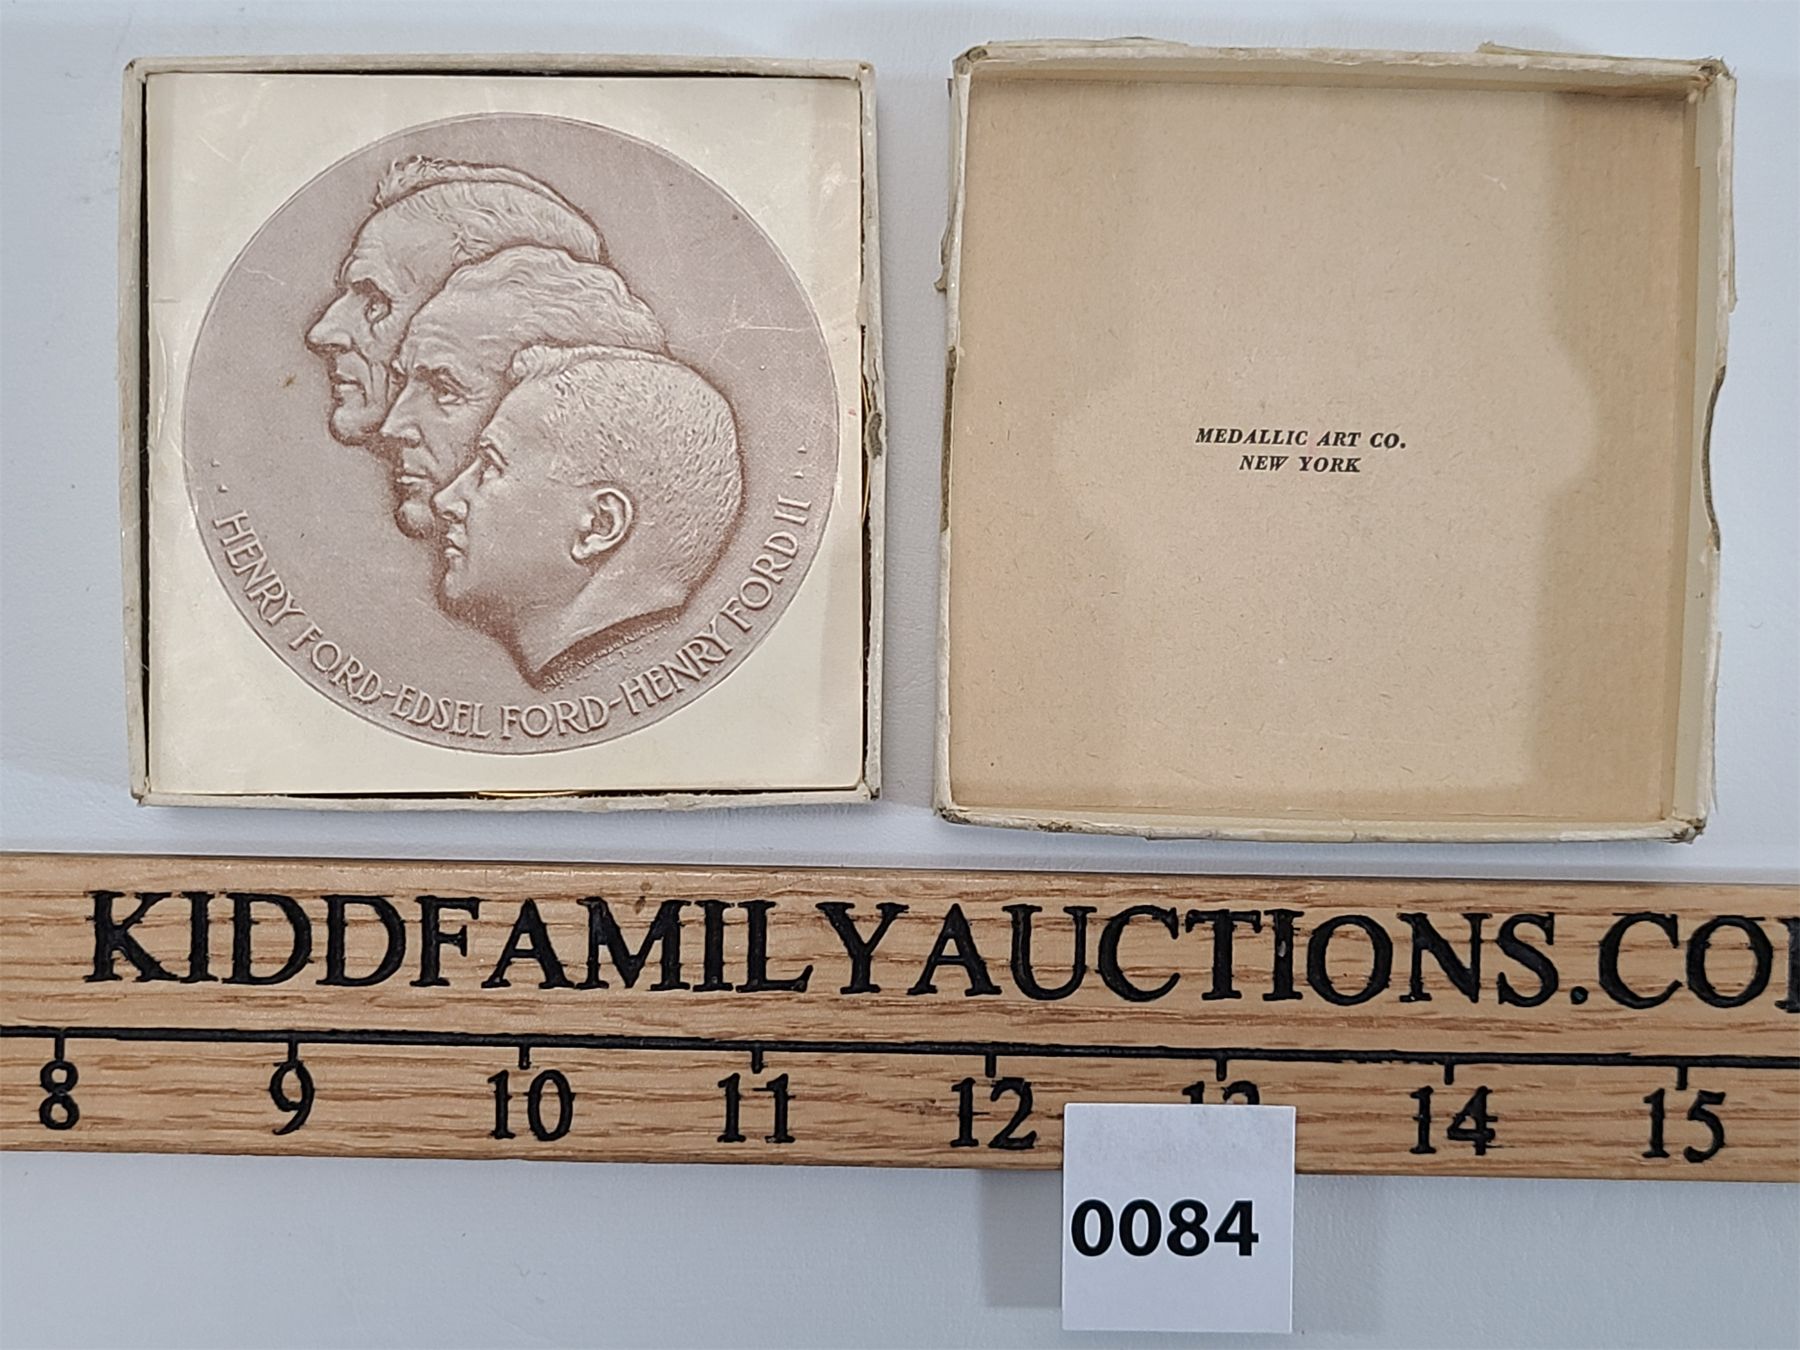 HENRY FORD-EDSEL FORD-HENRY FORD II
MEDALLIC ART CO.
NEW YORK
KIDDFAMILYAUCTIONS.CO
8 9 10 11 12 13 14 15
0084